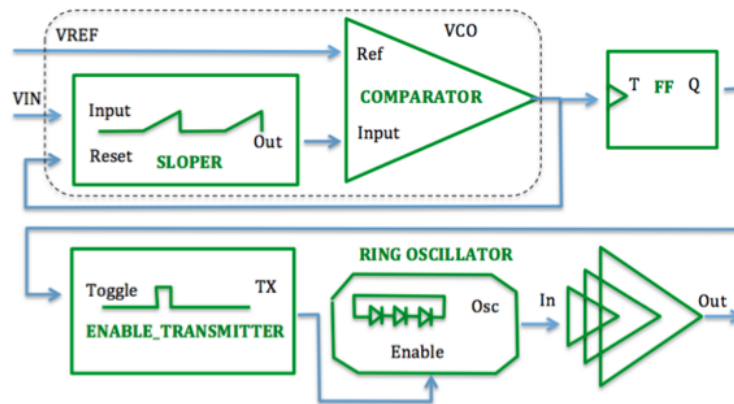 VREF
VCO
Ref
VIN
Input
COMPARATOR
T FF Q
Out
Input
Reset
SLOPER
RING OSCILLATOR
Toggle
TX
Osc
In
Out
ENABLE_TRANSMITTER
Enable